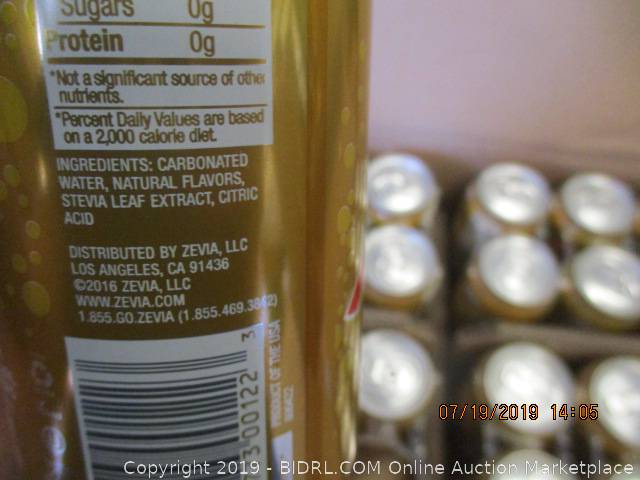 Sugars 0g
Protein 0g
*Not a significant source of other
nutrients.
*Percent Daily Values are based
on a 2,000 calorie diet.
INGREDIENTS: CARBONATED
WATER, NATURAL FLAVORS,
STEVIA LEAF EXTRACT, CITRIC
ACID
DISTRIBUTED BY ZEVIA, LLC
LOS ANGELES, CA 91436
©2016 ZEVIA, LLC
WWW.ZEVIA.COM
1.855.GO.ZEVIA (1.855.469.3842)
PRODUCT OF THE USA
00122 3
07/19/2019 14:05
Copyright 2019 - BIDRL.COM Online Auction Marketplace